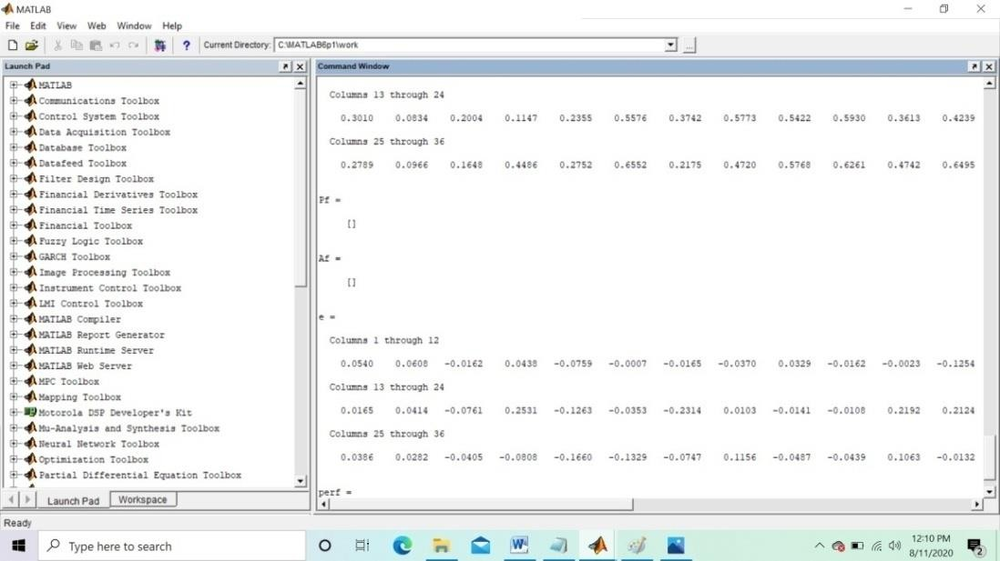 MATLAB
File Edit View Web Window Help
Current Directory: C:\MATLAB6p1\work ...
Launch Pad
MATLAB
Communications Toolbox
Control System Toolbox
Data Acquisition Toolbox
Database Toolbox
Datafeed Toolbox
Filter Design Toolbox
Financial Derivatives Toolbox
Financial Time Series Toolbox
Financial Toolbox
Fuzzy Logic Toolbox
GARCH Toolbox
Image Processing Toolbox
Instrument Control Toolbox
LMI Control Toolbox
MATLAB Compiler
MATLAB Report Generator
MATLAB Runtime Server
MATLAB Web Server
MPC Toolbox
Mapping Toolbox
Motorola DSP Developer's Kit
Mu-Analysis and Synthesis Toolbox
Neural Network Toolbox
Optimization Toolbox
Partial Differential Equation Toolbox
Launch Pad Workspace
Command Window
Columns 13 through 24
0.3010 0.0834 0.2004 0.1147 0.2355 0.5576 0.3742 0.5773 0.5422 0.5930 0.3613 0.4239
Columns 25 through 36
0.2789 0.0966 0.1648 0.4486 0.2752 0.6552 0.2175 0.4720 0.5768 0.6261 0.4742 0.6495
Pf =
[]
Af =
[]
e =
Columns 1 through 12
0.0540 0.0608 -0.0162 0.0438 -0.0759 -0.0007 -0.0165 -0.0370 0.0329 -0.0162 -0.0023 -0.1254
Columns 13 through 24
0.0165 0.0414 -0.0761 0.2531 -0.1263 -0.0353 -0.2314 0.0103 -0.0141 -0.0108 0.2192 0.2124
Columns 25 through 36
0.0386 0.0282 -0.0405 -0.0808 -0.1660 -0.1329 -0.0747 0.1156 -0.0487 -0.0439 0.1063 -0.0132
perf =
Ready
Type here to search
12:10 PM
8/11/2020
2